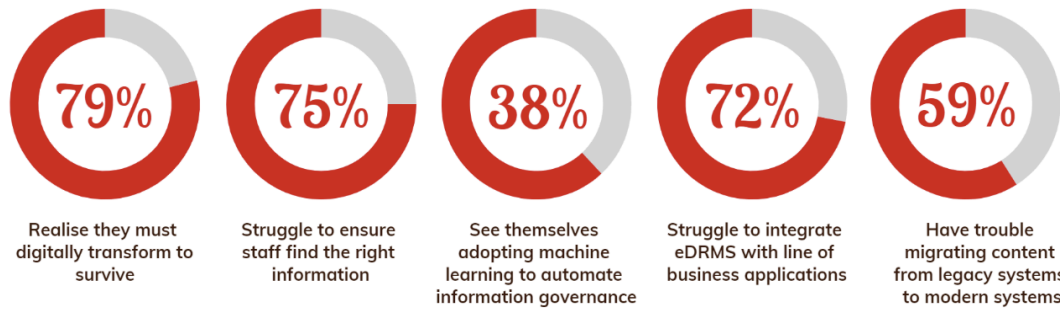 79%
75%
38%
72%
59%
Realise they must
digitally transform to
survive
Struggle to ensure
staff find the right
information
See themselves
adopting machine
learning to automate
information governance
Struggle to integrate
eDRMS with line of
business applications
Have trouble
migrating content
from legacy systems
to modern systems